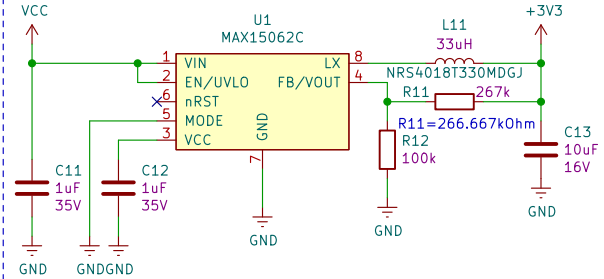 VCC
U1
MAX15062C
L11
33uH
NRS4018T330MDGJ
+3V3
1
VIN
2
EN/UVLO
6
nRST
5
MODE
3
VCC
LX
8
FB/VOUT
4
GND
7
R11
267k
R11=266.667kOhm
R12
100k
C13
10uF
16V
C11
1uF
35V
C12
1uF
35V
GND
GND
GND
GND
GND
GND